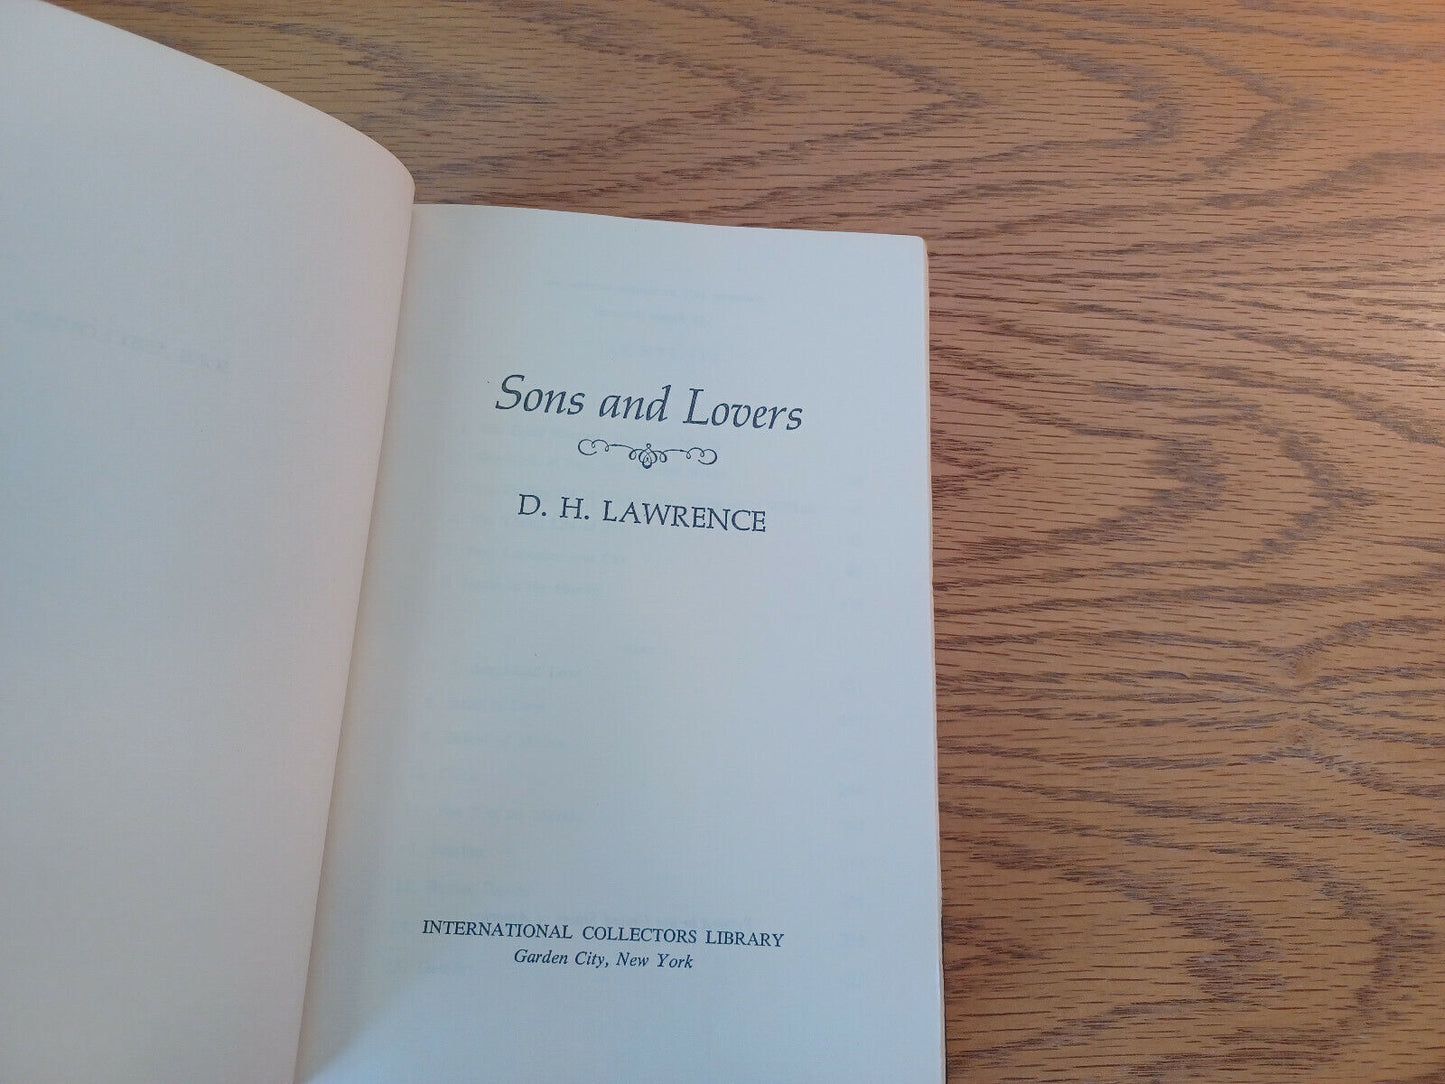 Sons and Lovers
D. H. LAWRENCE
INTERNATIONAL COLLECTORS LIBRARY
Garden City, New York